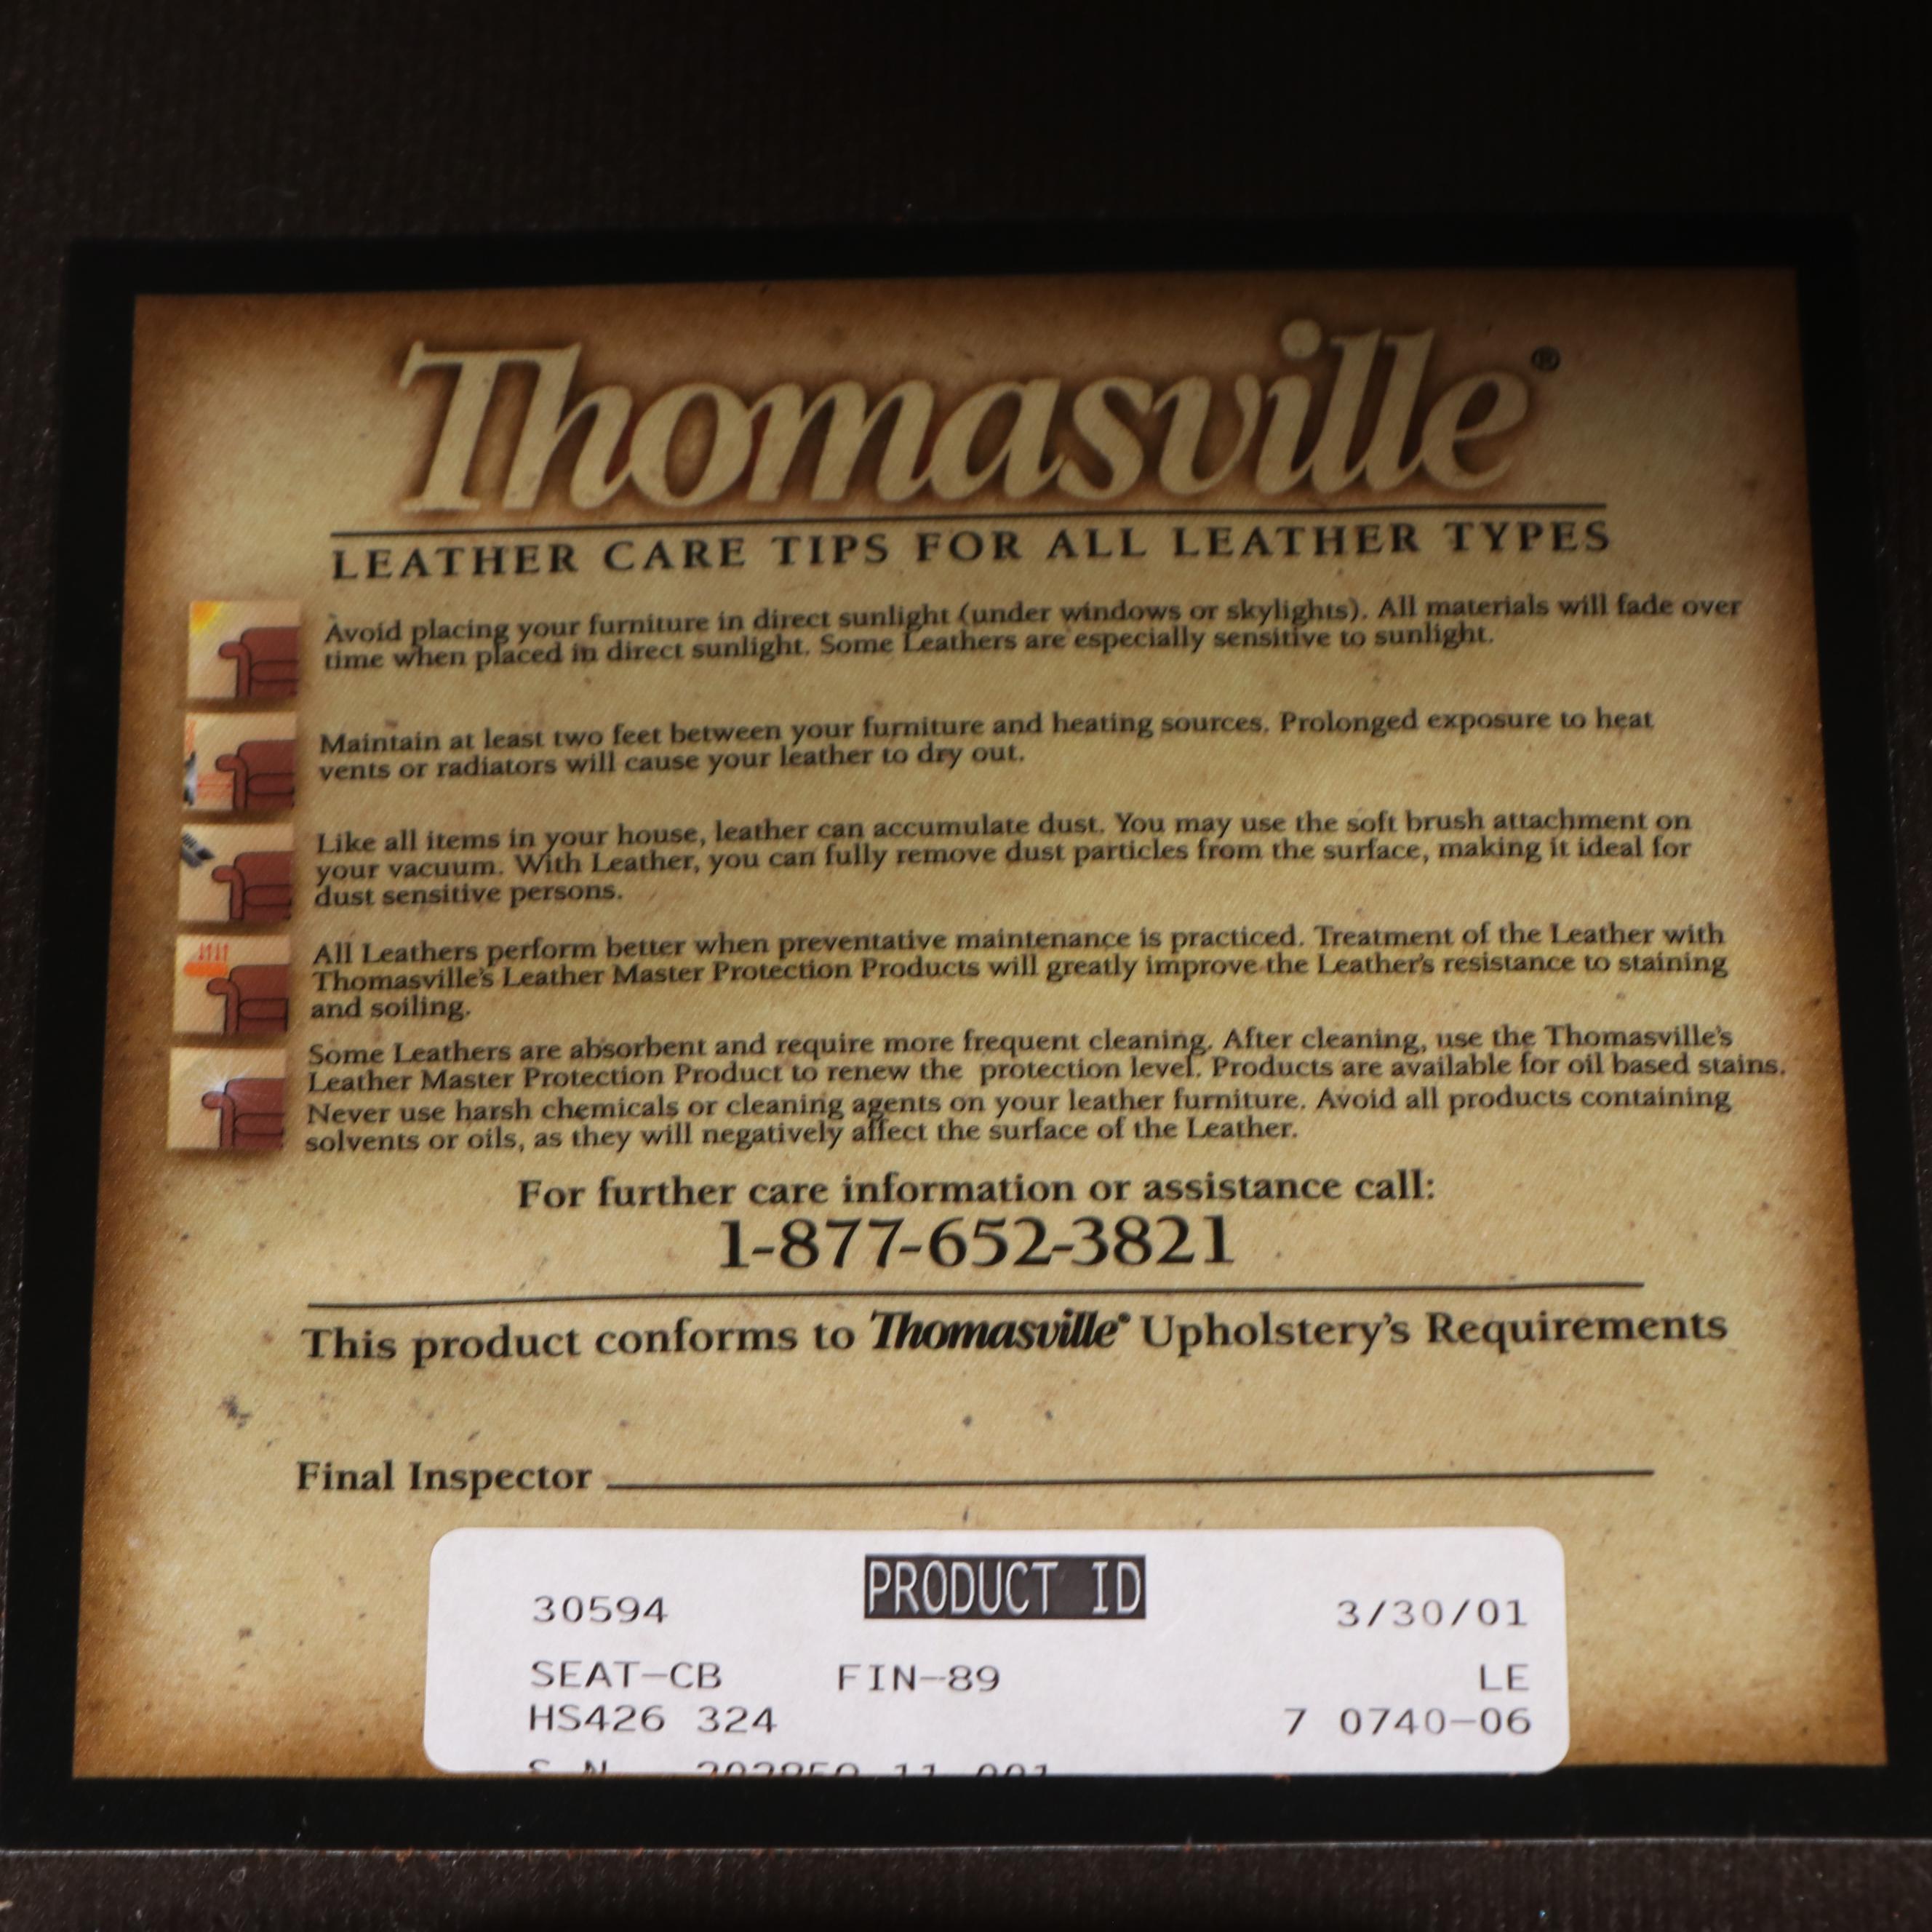 Thomasville®
LEATHER CARE TIPS FOR ALL LEATHER TYPES
Avoid placing your furniture in direct sunlight (under windows or skylights). All materials will fade over
time when placed in direct sunlight. Some Leathers are especially sensitive to sunlight.
Maintain at least two feet between your furniture and heating sources. Prolonged exposure to heat
vents or radiators will cause your leather to dry out.
Like all items in your house, leather can accumulate dust. You may use the soft brush attachment on
your vacuum. With Leather, you can fully remove dust particles from the surface, making it ideal for
dust sensitive persons.
All Leathers perform better when preventative maintenance is practiced. Treatment of the Leather with
Thomasville's Leather Master Protection Products will greatly improve the Leather's resistance to staining
and soiling.
Some Leathers are absorbent and require more frequent cleaning. After cleaning, use the Thomasville's
Leather Master Protection Product to renew the protection level. Products are available for oil based stains.
Never use harsh chemicals or cleaning agents on your leather furniture. Avoid all products containing
solvents or oils, as they will negatively affect the surface of the Leather.
For further care information or assistance call:
1-877-652-3821
This product conforms to Thomasville® Upholstery's Requirements
Final Inspector
PRODUCT ID
30594 3/30/01
SEAT-CB FIN-89 LE
HS426 324 7 0740-06